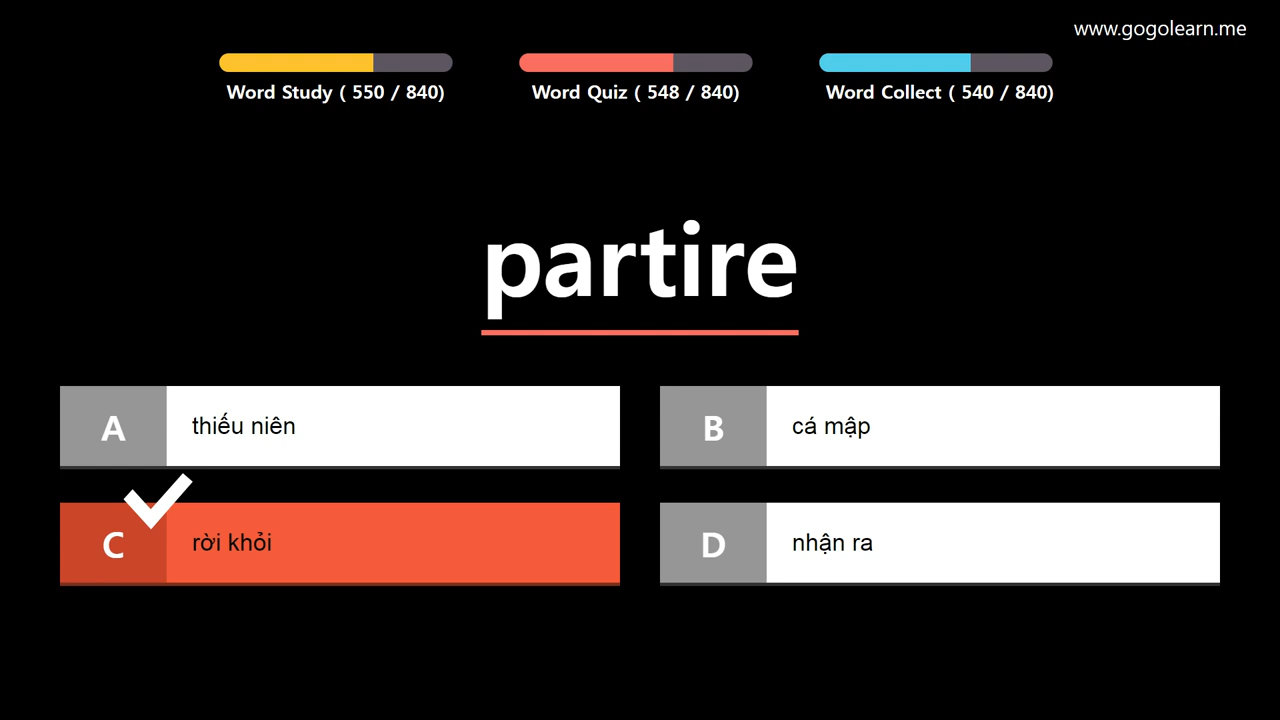 www.gogolearn.me
Word Study ( 550 / 840)
Word Quiz ( 548 / 840)
Word Collect ( 540 / 840)
partire
A
thiếu niên
B
cá mập
C
rời khỏi
D
nhận ra